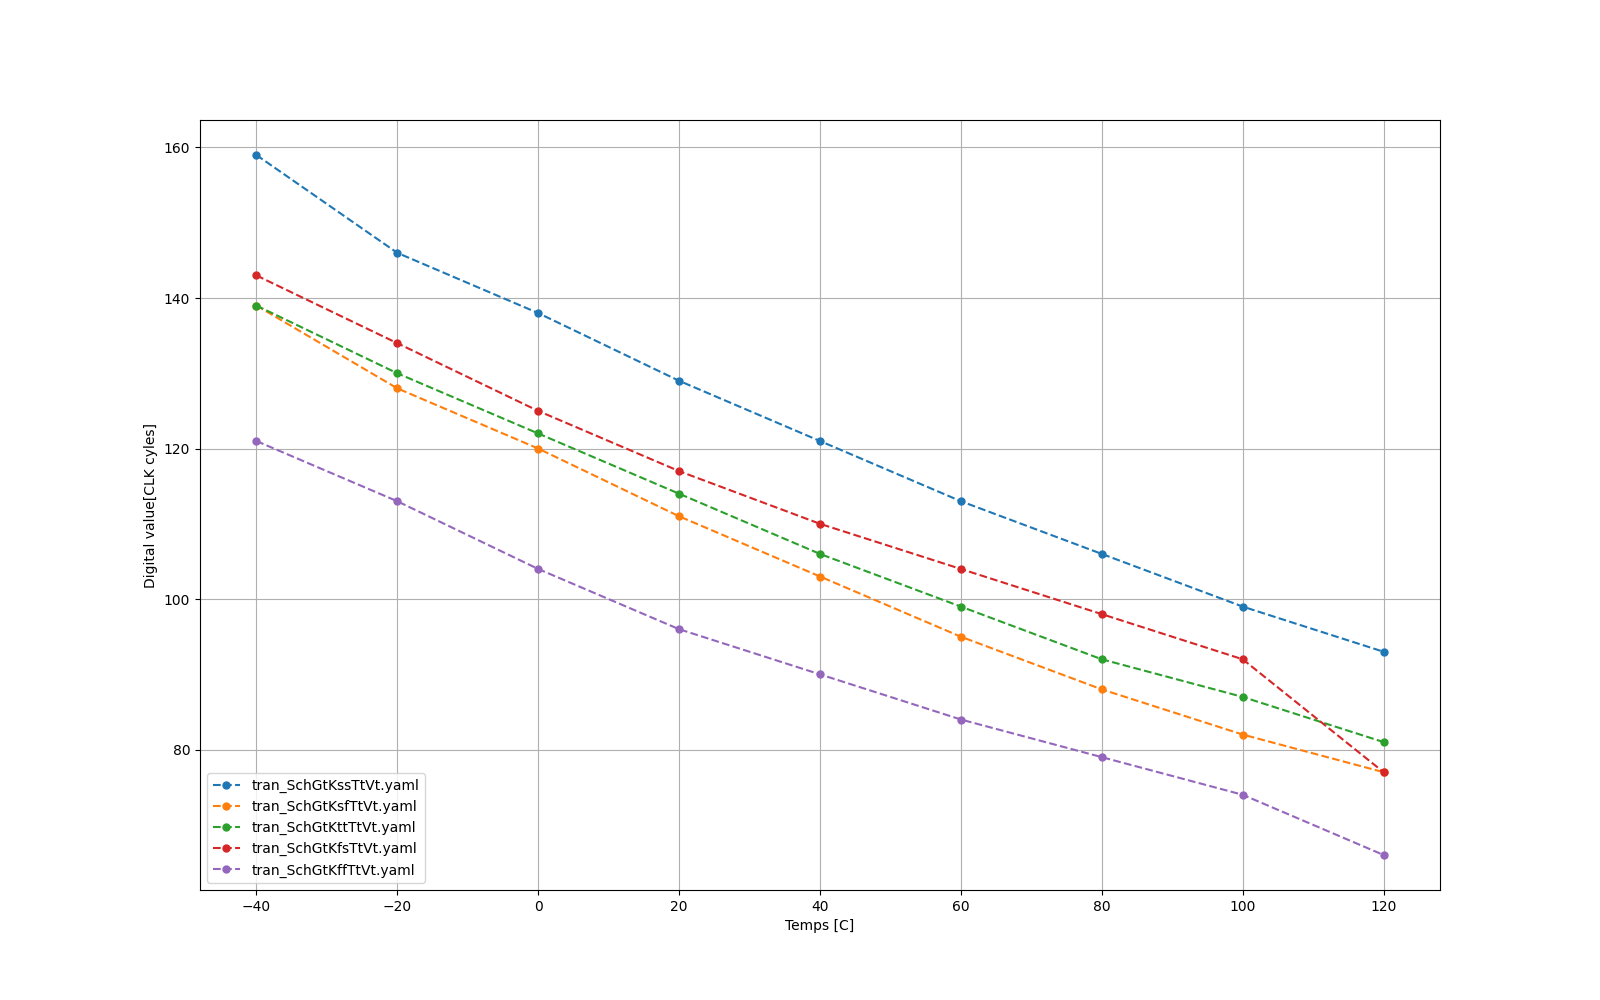 160
140
120
100
80
Digital value[CLK cyles]
tran_SchGtKssTtVt.yaml
tran_SchGtKsfTtVt.yaml
tran_SchGtKttTtVt.yaml
tran_SchGtKfsTtVt.yaml
tran_SchGtKffTtVt.yaml
−40 −20 0 20 40 60 80 100 120
Temps [C]